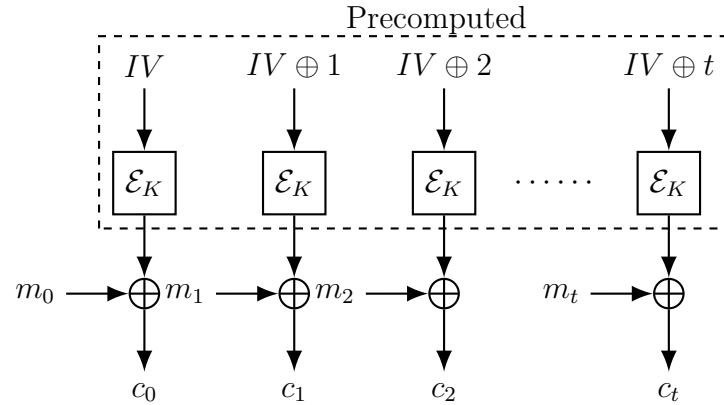 Precomputed
IV IV ⊕ 1 IV ⊕ 2 IV ⊕ t
ℰ_K ℰ_K ℰ_K ...... ℰ_K
m_0 m_1 m_2 m_t
c_0 c_1 c_2 c_t